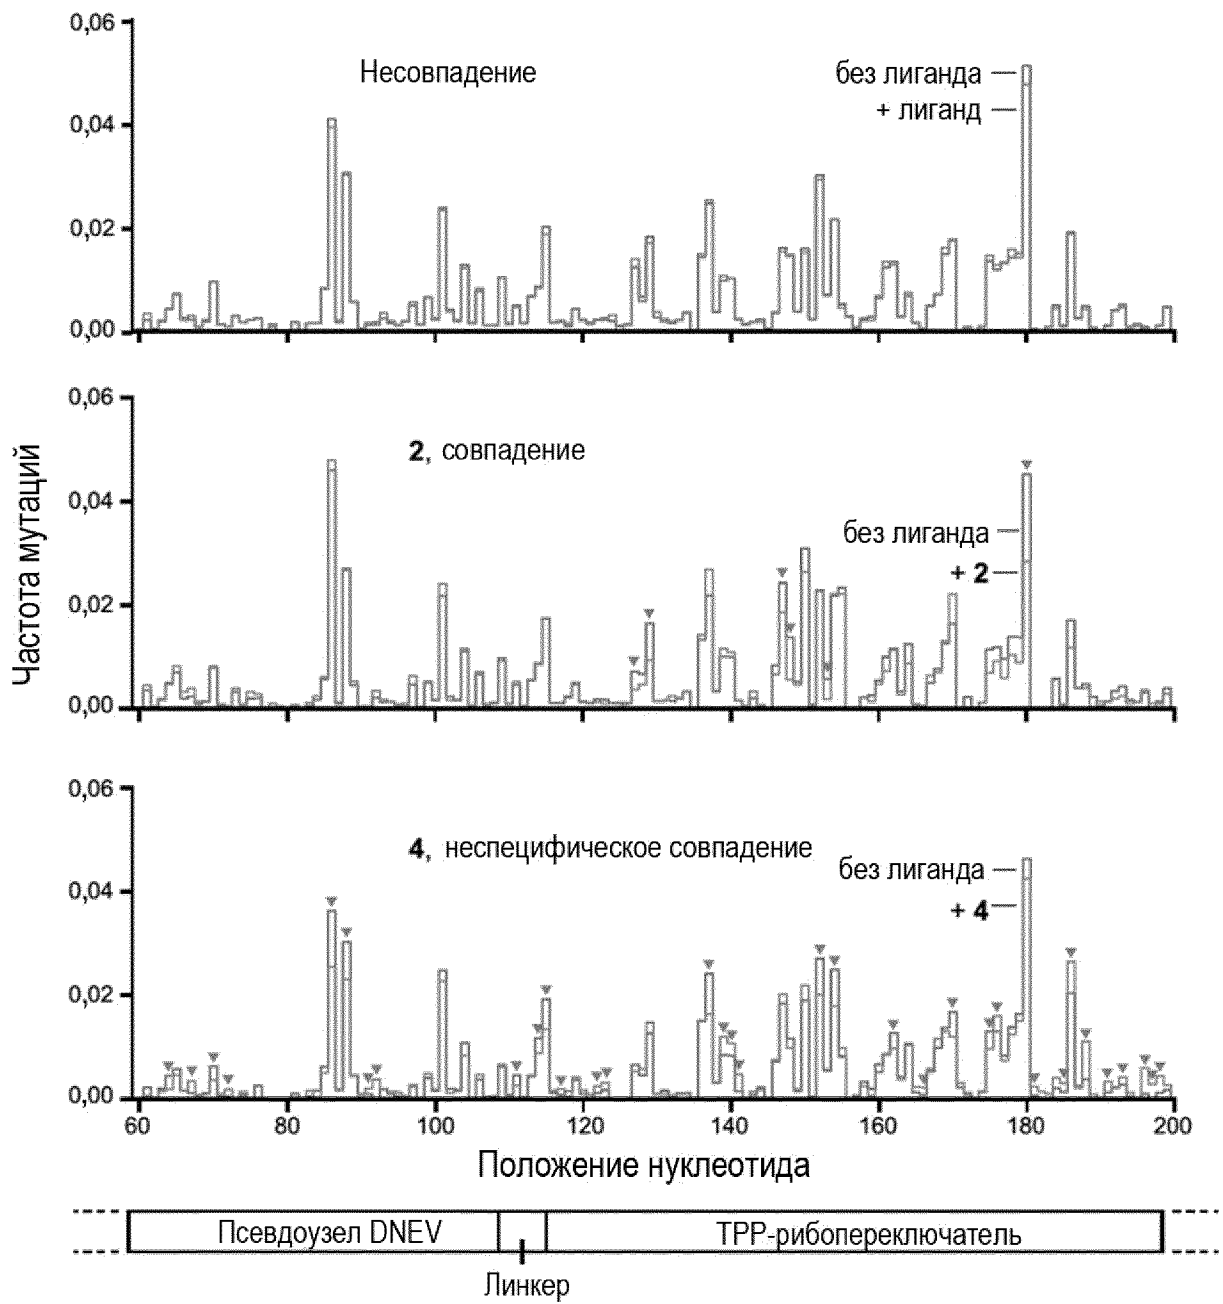 0,06
Несовпадение
без лиганда
+ лиганд
0,04
0,02
0,00
0,06
2, совпадение
0,04
без лиганда
+ 2
0,02
0,00
Частота мутаций
0,06
4, неспецифическое совпадение
без лиганда
0,04
+ 4
0,02
0,00
60 80 100 120 140 160 180 200
Положение нуклеотида
Псевдоузел DNEV
TPP-рибопереключатель
Линкер